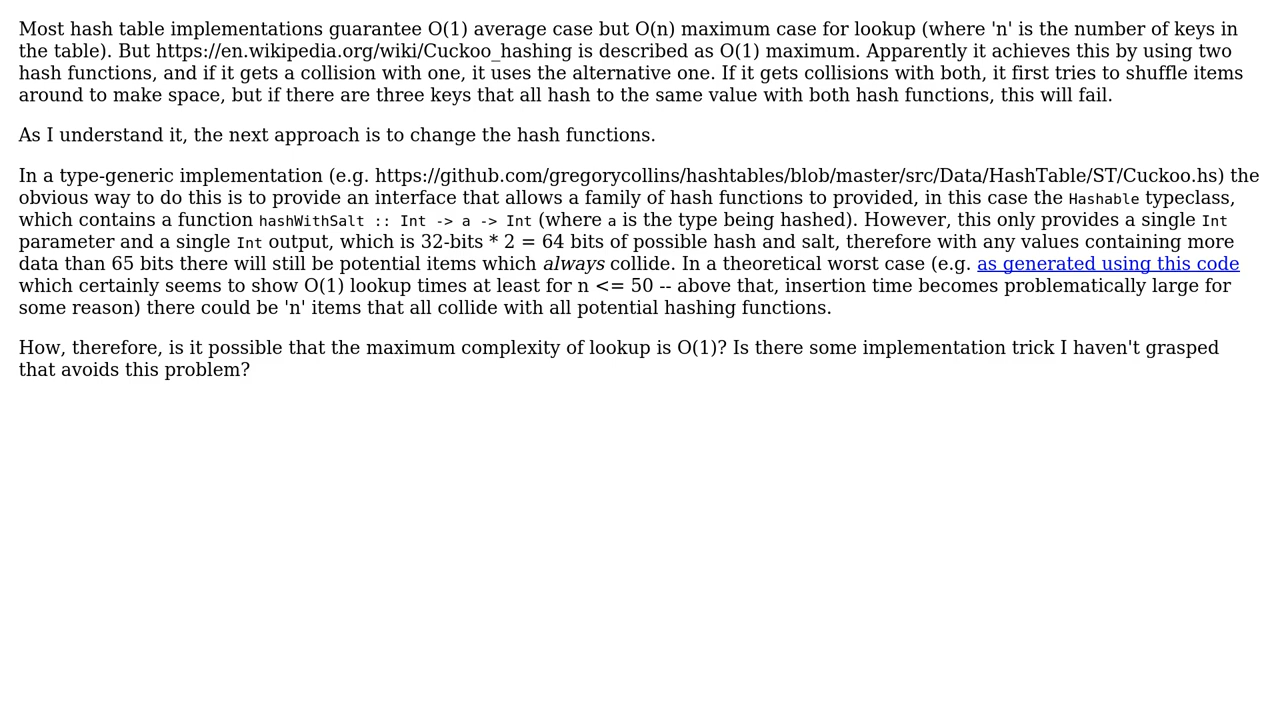 Most hash table implementations guarantee O(1) average case but O(n) maximum case for lookup (where 'n' is the number of keys in
the table). But https://en.wikipedia.org/wiki/Cuckoo_hashing is described as O(1) maximum. Apparently it achieves this by using two
hash functions, and if it gets a collision with one, it uses the alternative one. If it gets collisions with both, it first tries to shuffle items
around to make space, but if there are three keys that all hash to the same value with both hash functions, this will fail.
As I understand it, the next approach is to change the hash functions.
In a type-generic implementation (e.g. https://github.com/gregorycollins/hashtables/blob/master/src/Data/HashTable/ST/Cuckoo.hs) the
obvious way to do this is to provide an interface that allows a family of hash functions to provided, in this case the Hashable typeclass,
which contains a function hashWithSalt :: Int -> a -> Int (where a is the type being hashed). However, this only provides a single Int
parameter and a single Int output, which is 32-bits * 2 = 64 bits of possible hash and salt, therefore with any values containing more
data than 65 bits there will still be potential items which always collide. In a theoretical worst case (e.g. as generated using this code
which certainly seems to show O(1) lookup times at least for n <= 50 -- above that, insertion time becomes problematically large for
some reason) there could be 'n' items that all collide with all potential hashing functions.
How, therefore, is it possible that the maximum complexity of lookup is O(1)? Is there some implementation trick I haven't grasped
that avoids this problem?